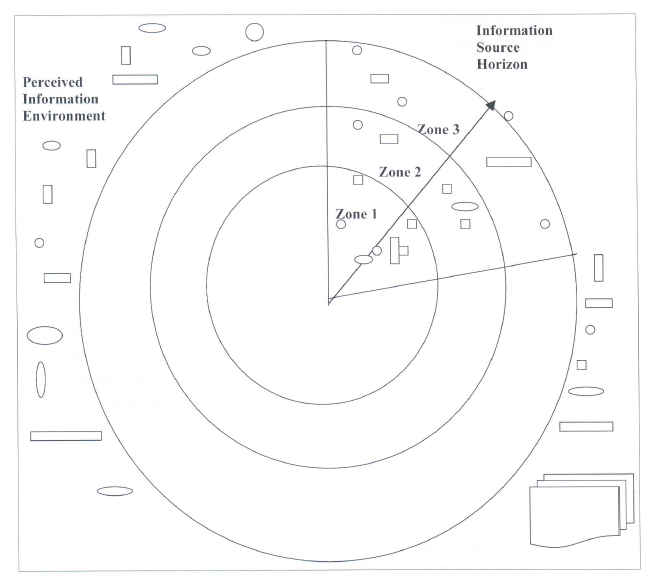 Information
Source
Horizon
Perceived
Information
Environment
Zone 3
Zone 2
Zone 1